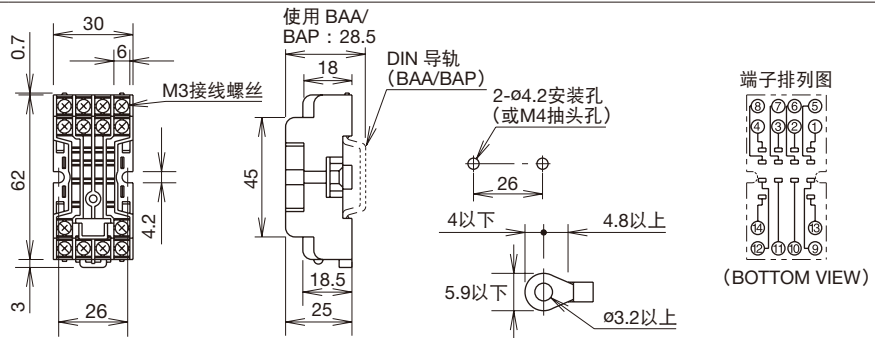 30
6
0.7
M3接线螺丝
62
4.2
3
26
使用 BAA/
BAP：28.5
18
DIN 导轨
（BAA/BAP）
45
18.5
25
2-ø4.2安装孔
（或M4抽头孔）
26
4以下
4.8以上
5.9以下
ø3.2以上
端子排列图
⑧ ⑦ ⑥ ⑤
④ ③ ② ①
⑭ ⑬
⑫ ⑪ ⑩ ⑨
(BOTTOM VIEW)